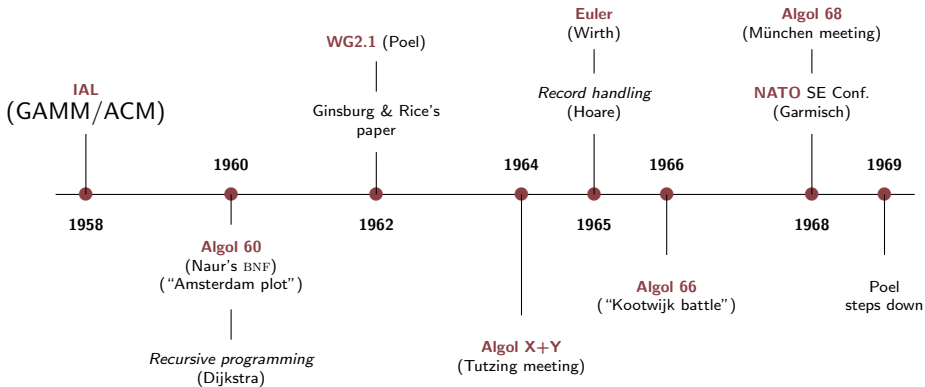 IAL
(GAMM/ACM)
1958
1960
Algol 60
(Naur's BNF)
(“Amsterdam plot”)
Recursive programming
(Dijkstra)
WG2.1 (Poel)
Ginsburg & Rice's
paper
1962
1964
Algol X+Y
(Tutzing meeting)
Euler
(Wirth)
Record handling
(Hoare)
1965
1966
Algol 66
(“Kootwijk battle”)
Algol 68
(München meeting)
NATO SE Conf.
(Garmisch)
1968
1969
Poel
steps down